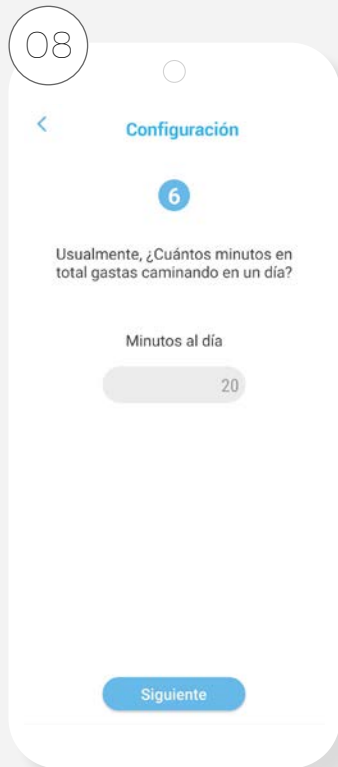 08
Configuración
6
Usualmente, ¿Cuántos minutos en
total gastas caminando en un día?
Minutos al día
20
Siguiente